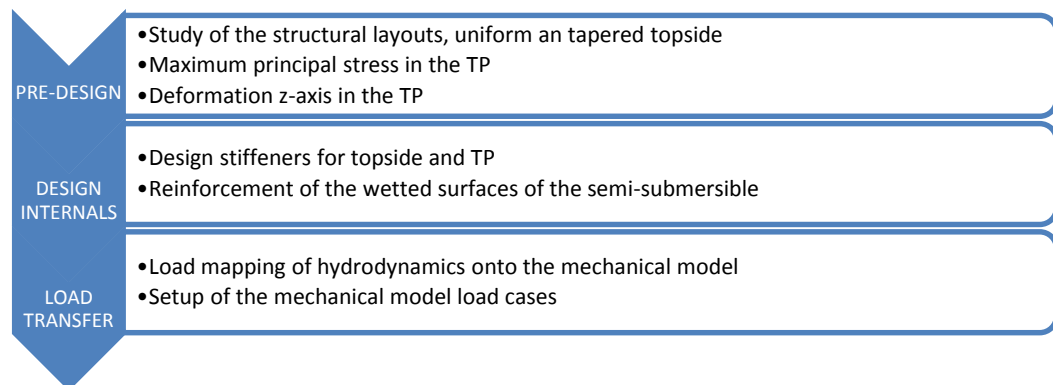 PRE-DESIGN
•Study of the structural layouts, uniform an tapered topside
•Maximum principal stress in the TP
•Deformation z-axis in the TP
DESIGN
INTERNALS
•Design stiffeners for topside and TP
•Reinforcement of the wetted surfaces of the semi-submersible
LOAD
TRANSFER
•Load mapping of hydrodynamics onto the mechanical model
•Setup of the mechanical model load cases